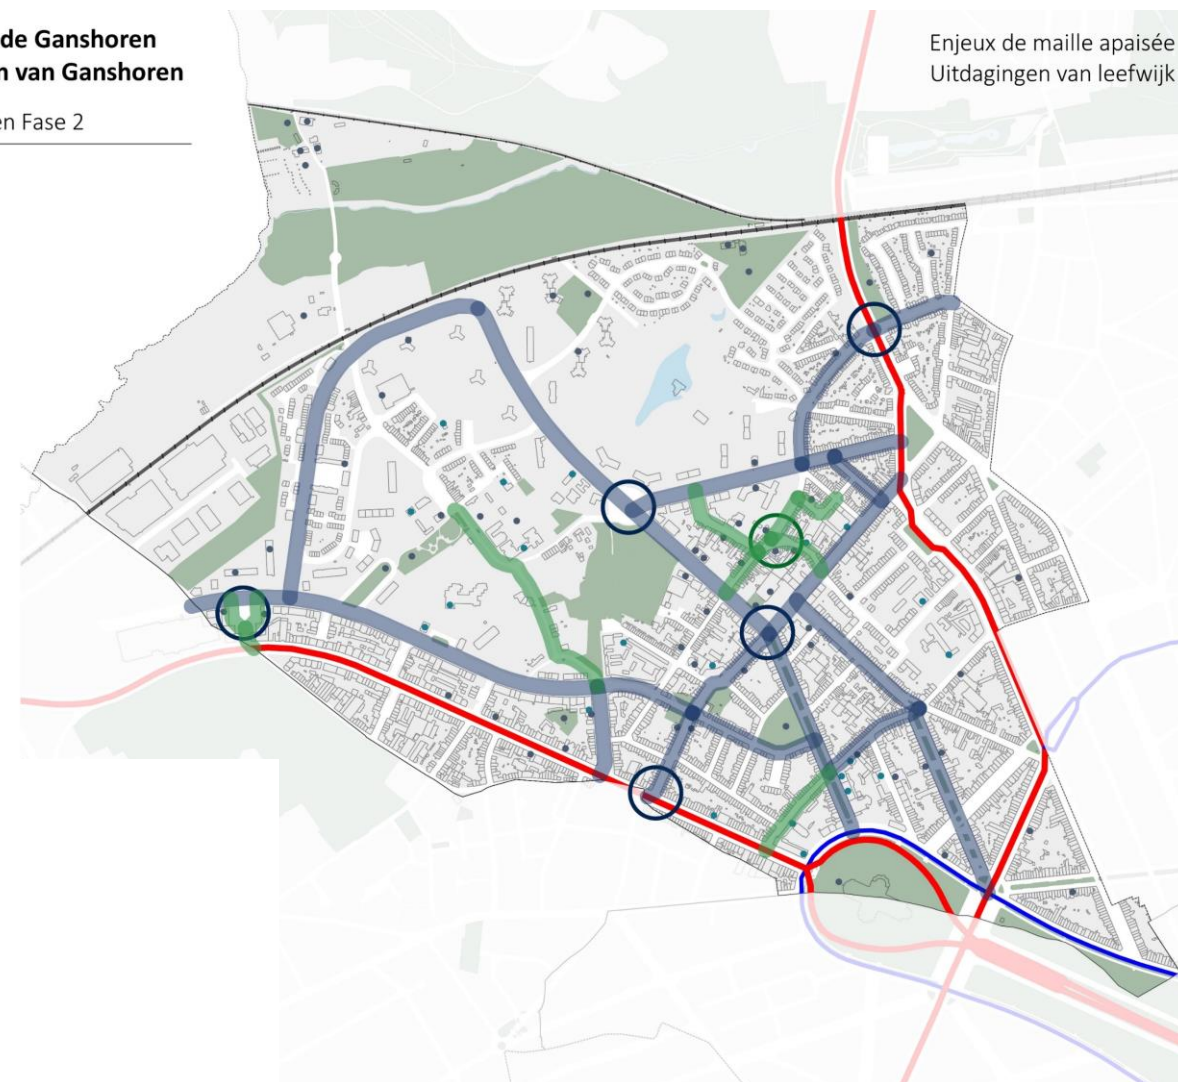 de Ganshoren
n van Ganshoren
en Fase 2
Enjeux de maille apaisée
Uitdagingen van leefwijk